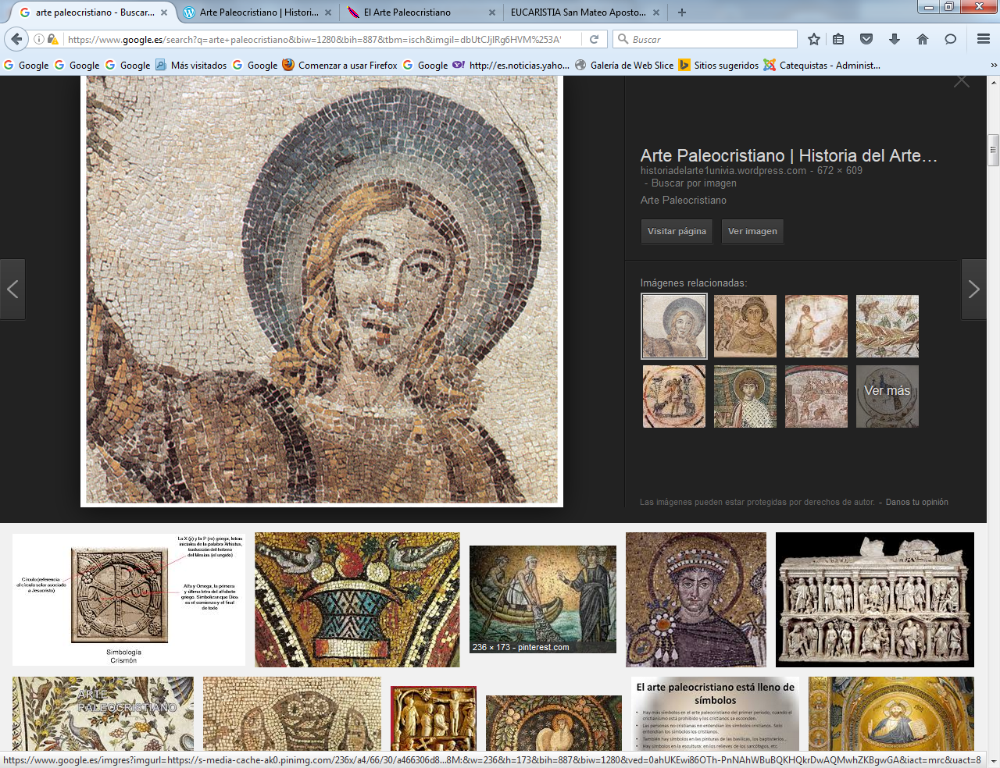 arte paleocristiano - Buscar...
Arte Paleocristiano | Histori...
El Arte Paleocristiano
EUCARISTIA San Mateo Aposto...
https://www.google.es/search?q=arte+paleocristiano&biw=1280&bih=887&tbm=isch&imgil=dbUtCJjIRg6HVM%253A'
Buscar
Google
Google
Google
Más visitados
Google
Comenzar a usar Firefox
Google
http://es.noticias.yaho...
Galería de Web Slice
Sitios sugeridos
Catequistas - Administ...
Arte Paleocristiano | Historia del Arte…
historiadelarte1univia.wordpress.com - 672 × 609
- Buscar por imagen
Arte Paleocristiano
Visitar página
Ver imagen
Imágenes relacionadas:
Ver más
Las imágenes pueden estar protegidas por derechos de autor. - Danos tu opinión
La X (ji) y la P (ro) griega, letras
iniciales de la palabra Xrhistus,
traducción del hebreo
del Mesías (el ungido)
Círculo (referencia
al círculo solar asociado
a Jesucristo)
Alfa y Omega, la primera
y última letra del alfabeto
griego. Simbolizan que Dios
es el comienzo y el final
de todo
Simbología
Crismón
236 × 173 - pinterest.com
ARTE
PALEOCRISTIANO
El arte paleocristiano está lleno de
símbolos
Hay más símbolos en el arte paleocristiano del primer periodo, cuando el
cristianismo está prohibido y los cristianos se esconden.
Las personas no cristianas no entendían los símbolos cristianos. Solo
entendían los símbolos los cristianos.
También hay símbolos en las pinturas de las basílicas, los baptisterios...
Hay símbolos en la escultura: en los relieves de los sarcófagos, etc.
https://www.google.es/imgres?imgurl=https://s-media-cache-ak0.pinimg.com/236x/a4/66/30/a466306d8...8M:&w=236&h=173&bih=887&biw=1280&ved=0ahUKEwi86OTh-PnNAhWBuBQKHQkrDwAQMwhZKBgwGA&iact=mrc&uact=8